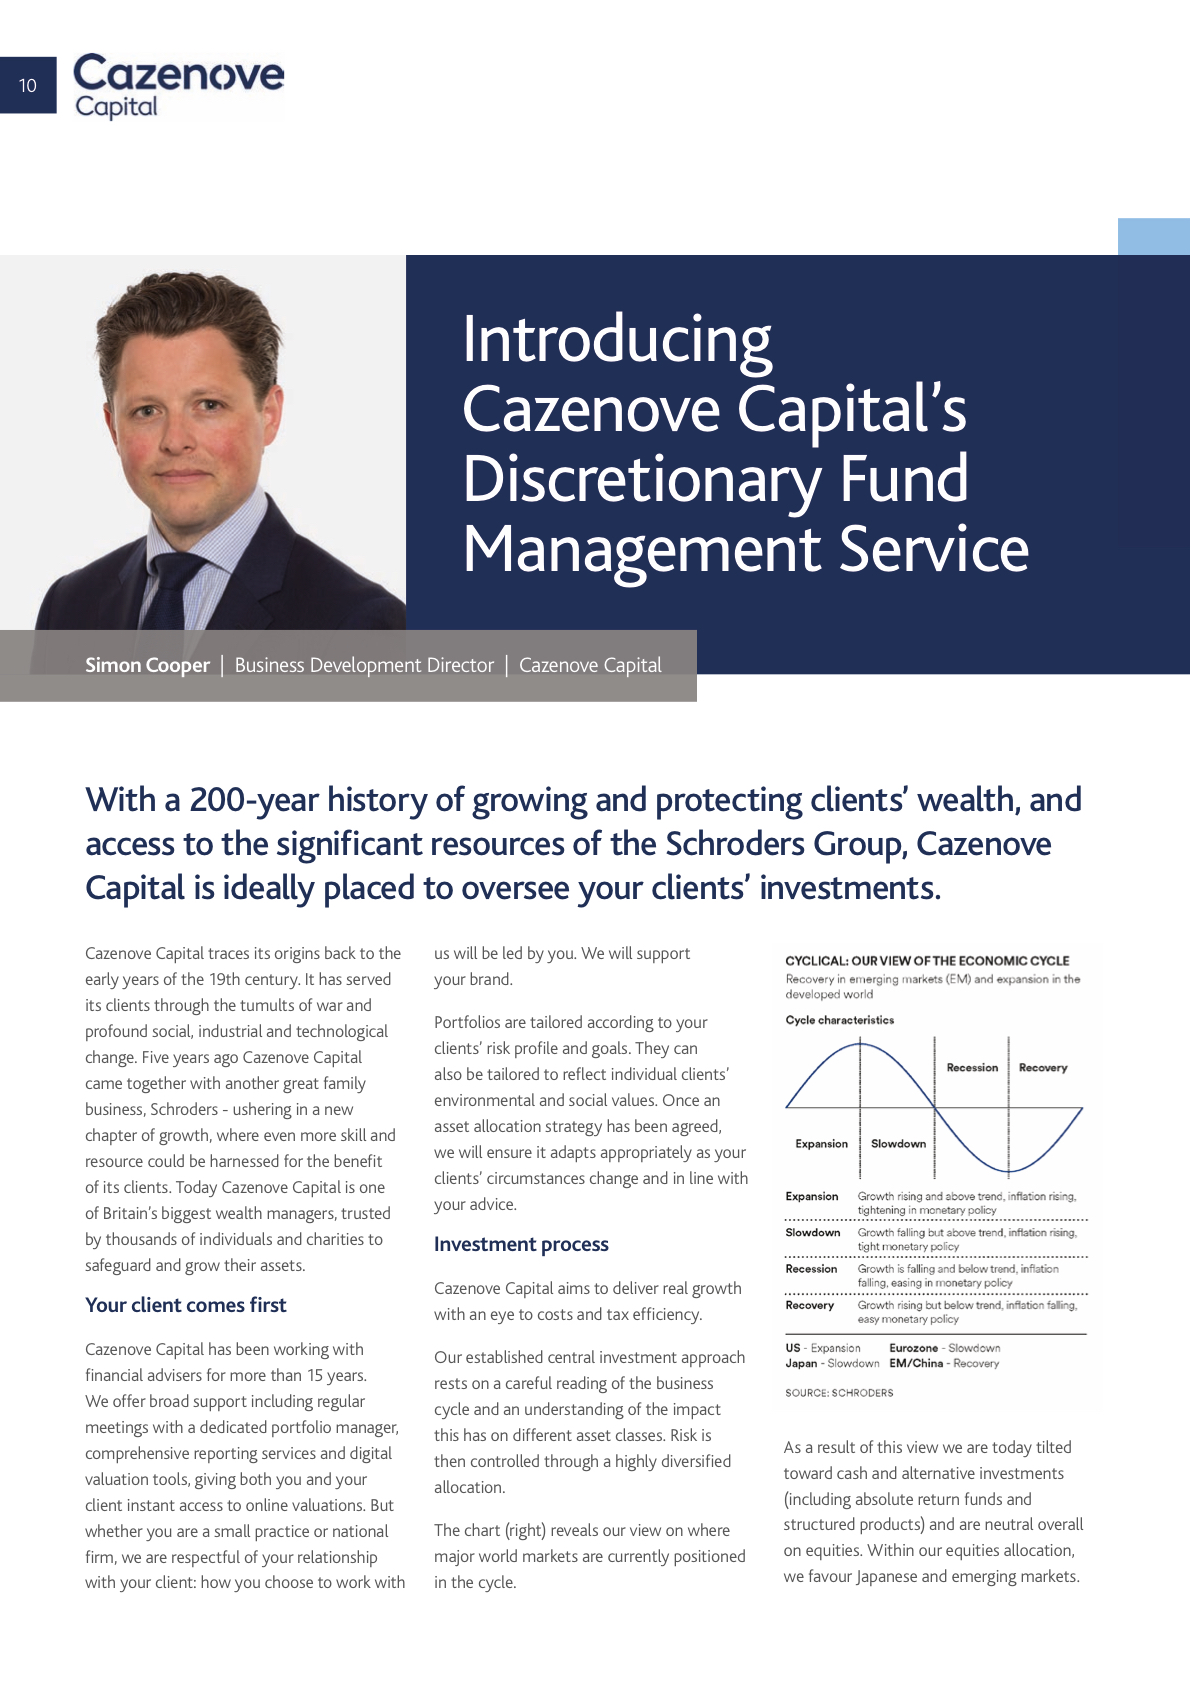 10
Cazenove
Capital
Introducing
Cazenove Capital’s
Discretionary Fund
Management Service
Simon Cooper | Business Development Director | Cazenove Capital
With a 200-year history of growing and protecting clients’ wealth, and
access to the significant resources of the Schroders Group, Cazenove
Capital is ideally placed to oversee your clients’ investments.
Cazenove Capital traces its origins back to the
early years of the 19th century. It has served
its clients through the tumults of war and
profound social, industrial and technological
change. Five years ago Cazenove Capital
came together with another great family
business, Schroders - ushering in a new
chapter of growth, where even more skill and
resource could be harnessed for the benefit
of its clients. Today Cazenove Capital is one
of Britain’s biggest wealth managers, trusted
by thousands of individuals and charities to
safeguard and grow their assets.
Your client comes first
Cazenove Capital has been working with
financial advisers for more than 15 years.
We offer broad support including regular
meetings with a dedicated portfolio manager,
comprehensive reporting services and digital
valuation tools, giving both you and your
client instant access to online valuations. But
whether you are a small practice or national
firm, we are respectful of your relationship
with your client: how you choose to work with
us will be led by you. We will support
your brand.
Portfolios are tailored according to your
clients’ risk profile and goals. They can
also be tailored to reflect individual clients’
environmental and social values. Once an
asset allocation strategy has been agreed,
we will ensure it adapts appropriately as your
clients’ circumstances change and in line with
your advice.
Investment process
Cazenove Capital aims to deliver real growth
with an eye to costs and tax efficiency.
Our established central investment approach
rests on a careful reading of the business
cycle and an understanding of the impact
this has on different asset classes. Risk is
then controlled through a highly diversified
allocation.
The chart (right) reveals our view on where
major world markets are currently positioned
in the cycle.
CYCLICAL: OUR VIEW OF THE ECONOMIC CYCLE
Recovery in emerging markets (EM) and expansion in the
developed world
Cycle characteristics
Recession Recovery
Expansion Slowdown
Expansion Growth rising and above trend, inflation rising,
tightening in monetary policy
Slowdown Growth falling but above trend, inflation rising,
tight monetary policy
Recession Growth is falling and below trend, inflation
falling, easing in monetary policy
Recovery Growth rising but below trend, inflation falling,
easy monetary policy
US - Expansion Eurozone - Slowdown
Japan - Slowdown EM/China - Recovery
SOURCE: SCHRODERS
As a result of this view we are today tilted
toward cash and alternative investments
(including absolute return funds and
structured products) and are neutral overall
on equities. Within our equities allocation,
we favour Japanese and emerging markets.